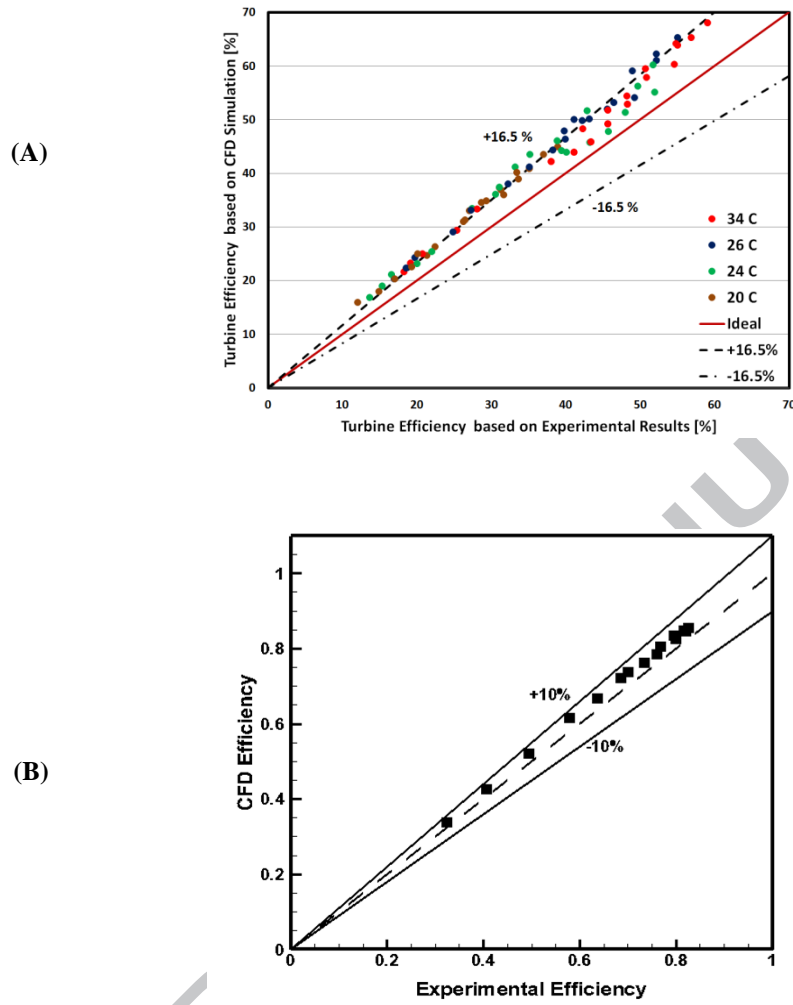 (A)
Turbine Efficiency based on CFD Simulation [%]
70
60
50
40
30
20
10
0
+16.5 %
-16.5 %
34 C
26 C
24 C
20 C
Ideal
+16.5%
-16.5%
0 10 20 30 40 50 60 70
Turbine Efficiency based on Experimental Results [%]
(B)
CFD Efficiency
1
0.8
0.6
0.4
0.2
0
+10%
-10%
0 0.2 0.4 0.6 0.8 1
Experimental Efficiency